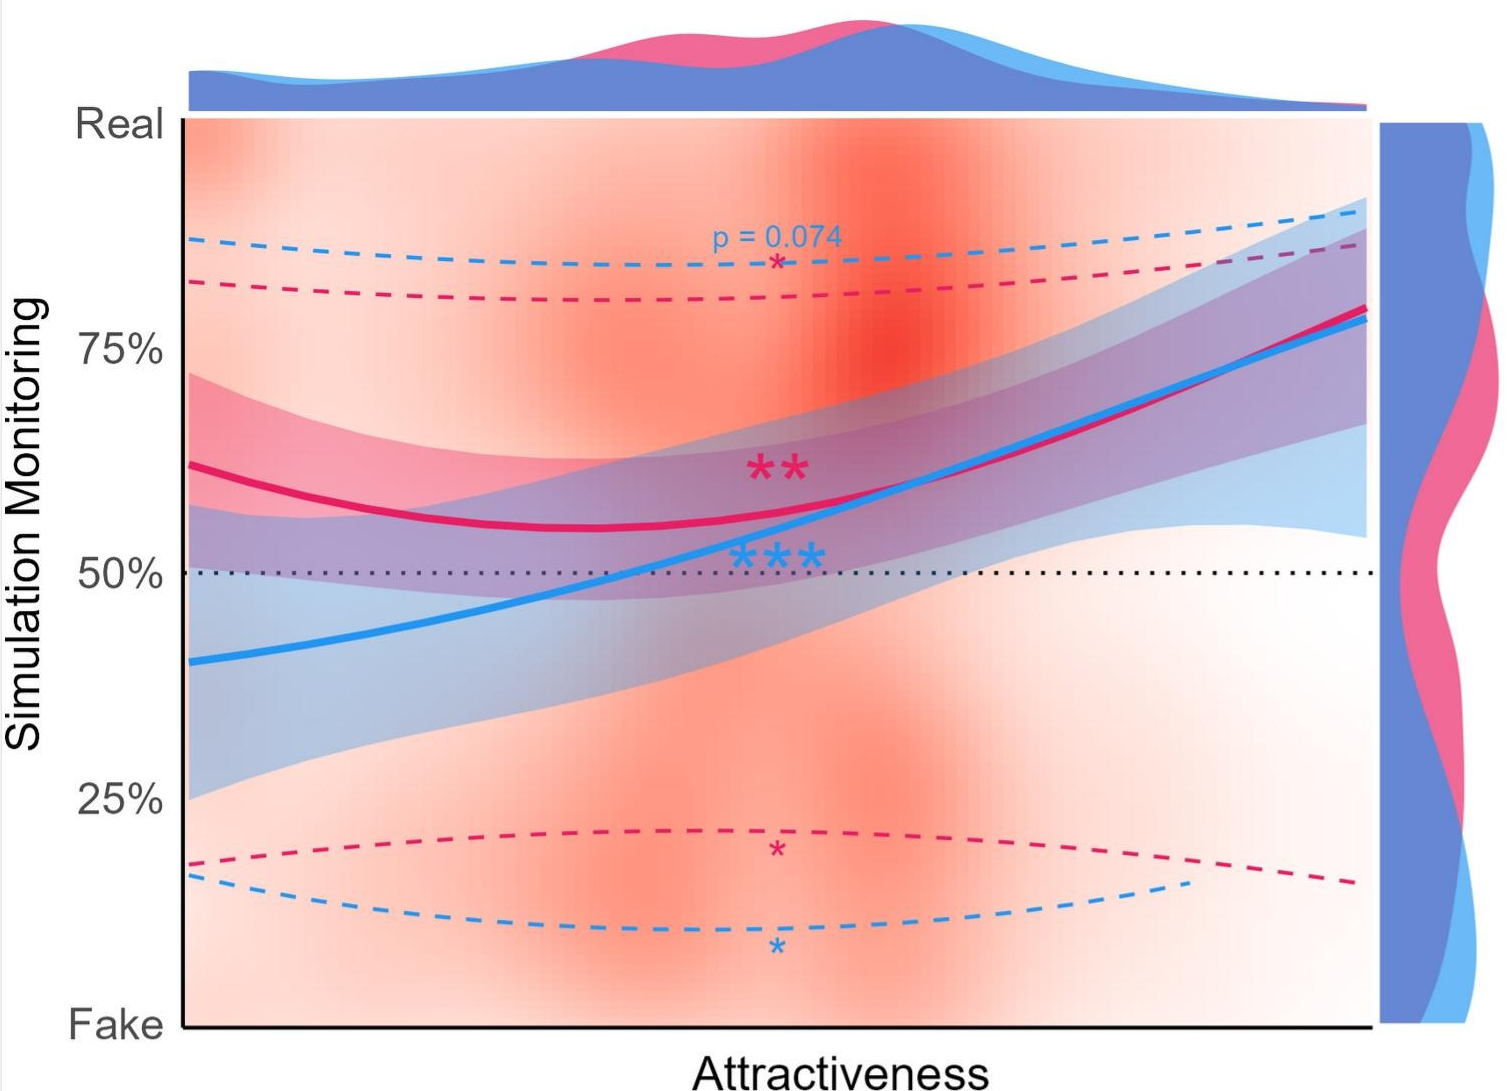 Real
p = 0.074
*
75%
Simulation Monitoring
**
***
50%
25%
*
*
Fake
Attractiveness